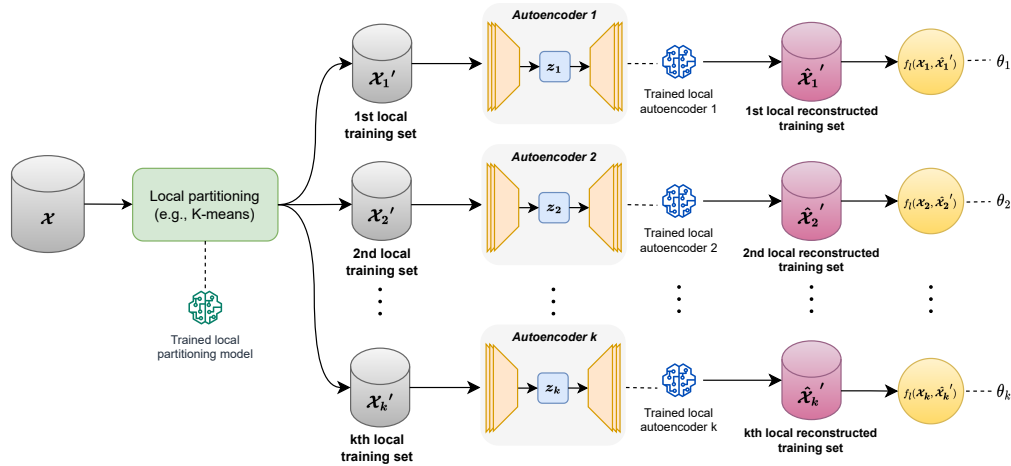 𝒳
Local partitioning
(e.g., K-means)
Trained local
partitioning model
𝒳₁′
1st local
training set
Autoencoder 1
z₁
Trained local
autoencoder 1
𝒳̂₁′
1st local reconstructed
training set
fₗ(𝒳₁, 𝒳̂₁′)
θ₁
𝒳₂′
2nd local
training set
Autoencoder 2
z₂
Trained local
autoencoder 2
𝒳̂₂′
2nd local reconstructed
training set
fₗ(𝒳₂, 𝒳̂₂′)
θ₂
𝒳ₖ′
kth local
training set
Autoencoder k
zₖ
Trained local
autoencoder k
𝒳̂ₖ′
kth local reconstructed
training set
fₗ(𝒳ₖ, 𝒳̂ₖ′)
θₖ